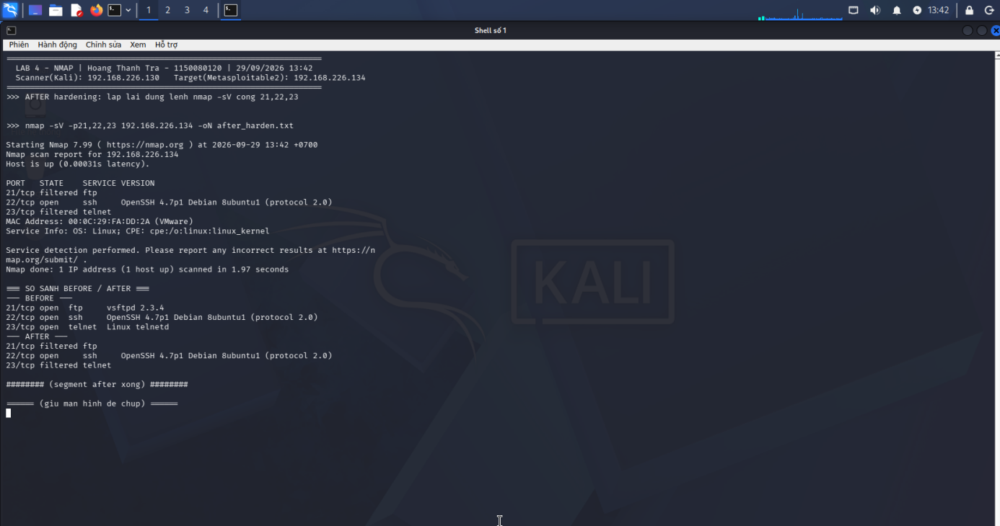 1 2 3 4 13:42
Shell số 1
Phiên Hành động Chỉnh sửa Xem Hỗ trợ
LAB 4 - NMAP | Hoang Thanh Tra - 1150080120 | 29/09/2026 13:42
Scanner(Kali): 192.168.226.130 Target(Metasploitable2): 192.168.226.134
>>> AFTER hardening: lap lai dung lenh nmap -sV cong 21,22,23
>>> nmap -sV -p21,22,23 192.168.226.134 -oN after_harden.txt
Starting Nmap 7.99 ( https://nmap.org ) at 2026-09-29 13:42 +0700
Nmap scan report for 192.168.226.134
Host is up (0.00031s latency).
PORT STATE SERVICE VERSION
21/tcp filtered ftp
22/tcp open ssh OpenSSH 4.7p1 Debian 8ubuntu1 (protocol 2.0)
23/tcp filtered telnet
MAC Address: 00:0C:29:FA:DD:2A (VMware)
Service Info: OS: Linux; CPE: cpe:/o:linux:linux_kernel
Service detection performed. Please report any incorrect results at https://n
map.org/submit/ .
Nmap done: 1 IP address (1 host up) scanned in 1.97 seconds
=== SO SANH BEFORE / AFTER ===
--- BEFORE ---
21/tcp open ftp vsftpd 2.3.4
22/tcp open ssh OpenSSH 4.7p1 Debian 8ubuntu1 (protocol 2.0)
23/tcp open telnet Linux telnetd
--- AFTER ---
21/tcp filtered ftp
22/tcp open ssh OpenSSH 4.7p1 Debian 8ubuntu1 (protocol 2.0)
23/tcp filtered telnet
######## (segment after xong) ########
====== (giu man hinh de chup) ======
KALI